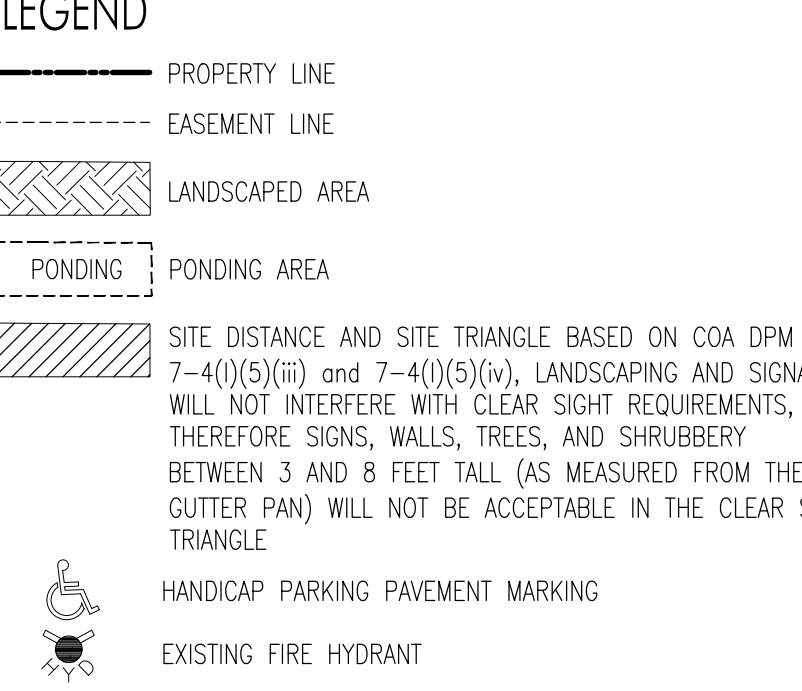 LEGEND
PROPERTY LINE
EASEMENT LINE
LANDSCAPED AREA
PONDING PONDING AREA
SITE DISTANCE AND SITE TRIANGLE BASED ON COA DPM
7-4(I)(5)(iii) and 7-4(I)(5)(iv), LANDSCAPING AND
WILL NOT INTERFERE WITH CLEAR SIGHT REQUIREMENTS,
THEREFORE SIGNS, WALLS, TREES, AND SHRUBBERY
BETWEEN 3 AND 8 FEET TALL (AS MEASURED FROM THE
GUTTER PAN) WILL NOT BE ACCEPTABLE IN THE CLEAR
TRIANGLE
HANDICAP PARKING PAVEMENT MARKING
HYD EXISTING FIRE HYDRANT